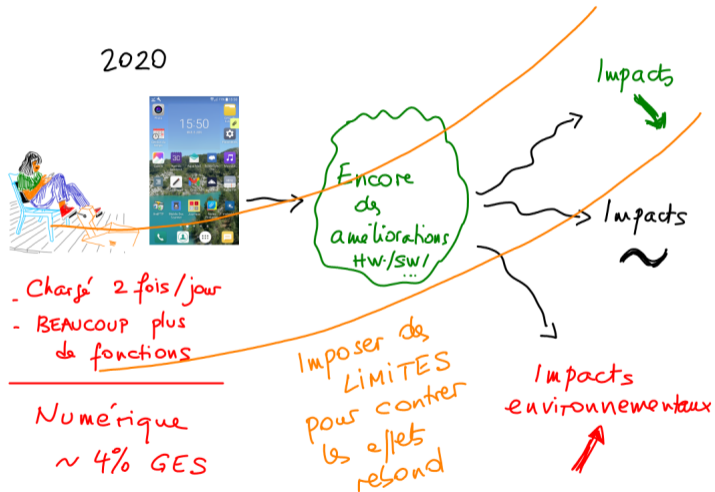 2020
15:50
- Chargé 2 fois/jour
- BEAUCOUP plus
de fonctions
Numérique
~ 4% GES
Encore
des
améliorations
HW./SW/
...
Imposer des
LIMITES
pour contrer
les effets
rebond
Impacts
Impacts
~
Impacts
environnementaux